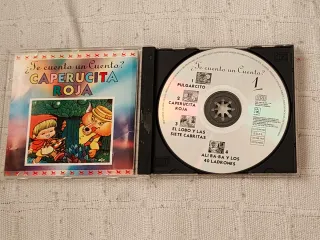 ¿Te cuento un Cuento?
CAPERUCITA
ROJA
¿Te cuento un Cuento?
1
1
PULGARCITO
2
CAPERUCITA
ROJA
3
EL LOBO Y LAS
SIETE CABRITAS
4
ALI BA-BA Y LOS
40 LADRONES